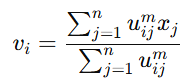 $v_i = \frac{\sum_{j=1}^{n} u_{ij}^{m} x_j}{\sum_{j=1}^{n} u_{ij}^{m}}$